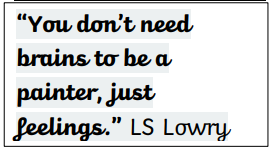 “You don’t need
brains to be a
painter, just
feelings.” LS Lowry